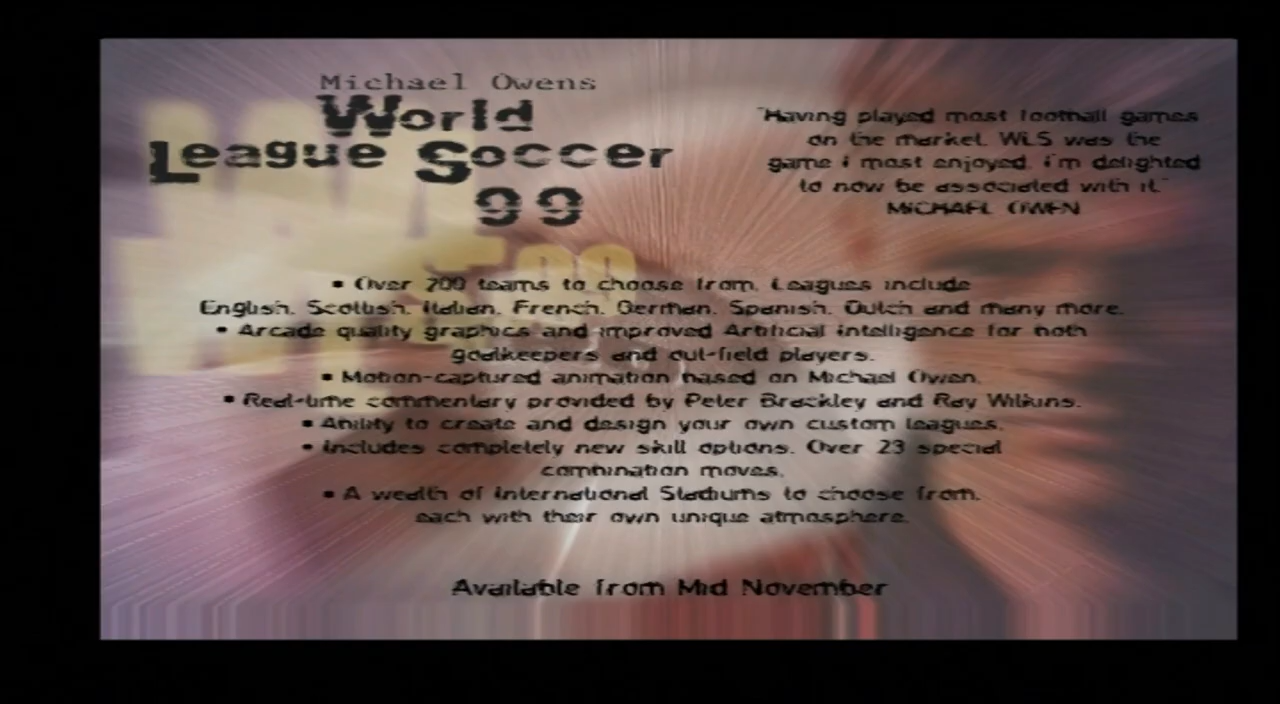 Michael Owens
World
League Soccer
99
"Having played most football games
on the market. WLS was the
game i most enjoyed. i'm delighted
to now be associated with it."
MICHAEL OWEN
• Over 200 teams to choose from. Leagues include
English. Scottish. Italian. French. German. Spanish. Dutch and many more.
• Arcade quality graphics and improved Artificial intelligence for both
goalkeepers and out-field players.
• Motion-captured animation based on Michael Owen.
• Real-time commentary provided by Peter Brackley and Ray Wilkins.
• Ability to create and design your own custom leagues.
• Includes completely new skill options. Over 23 special
combination moves.
• A wealth of International Stadiums to choose from.
each with their own unique atmosphere.
Available from Mid November